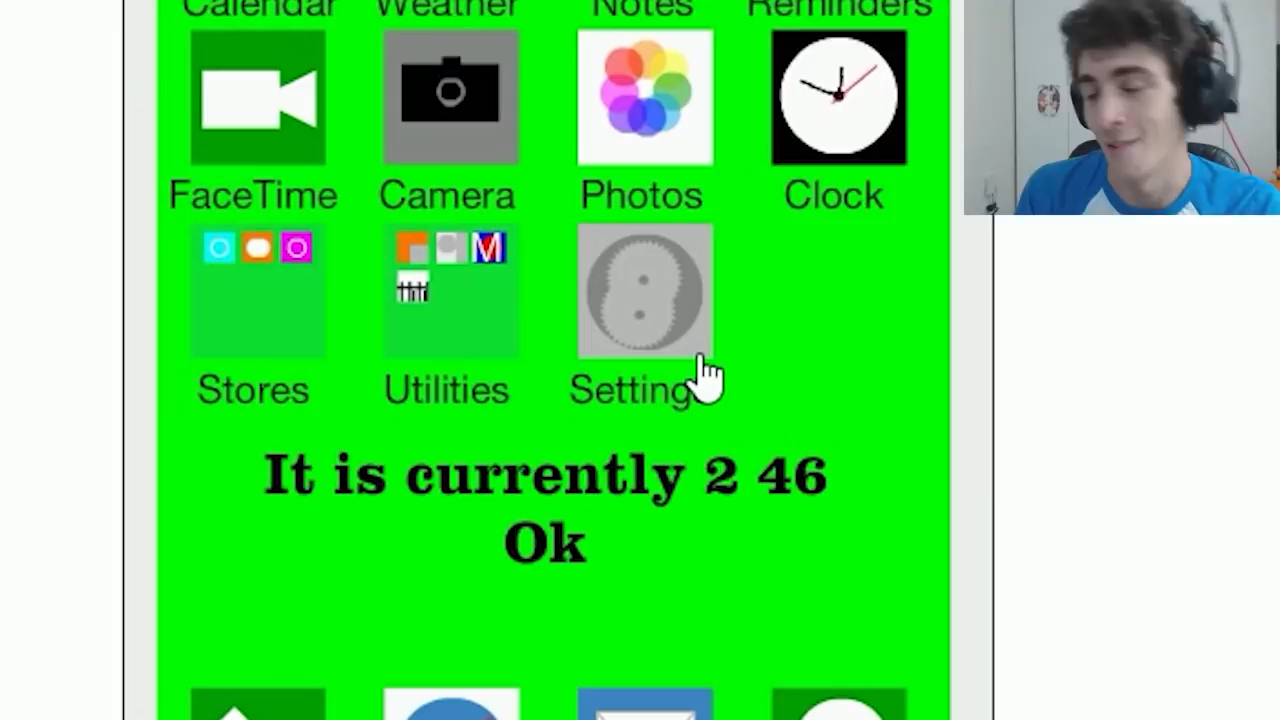 Calendar Weather Notes Reminders
FaceTime Camera Photos Clock
M
Stores Utilities Setting
It is currently 2 46
Ok